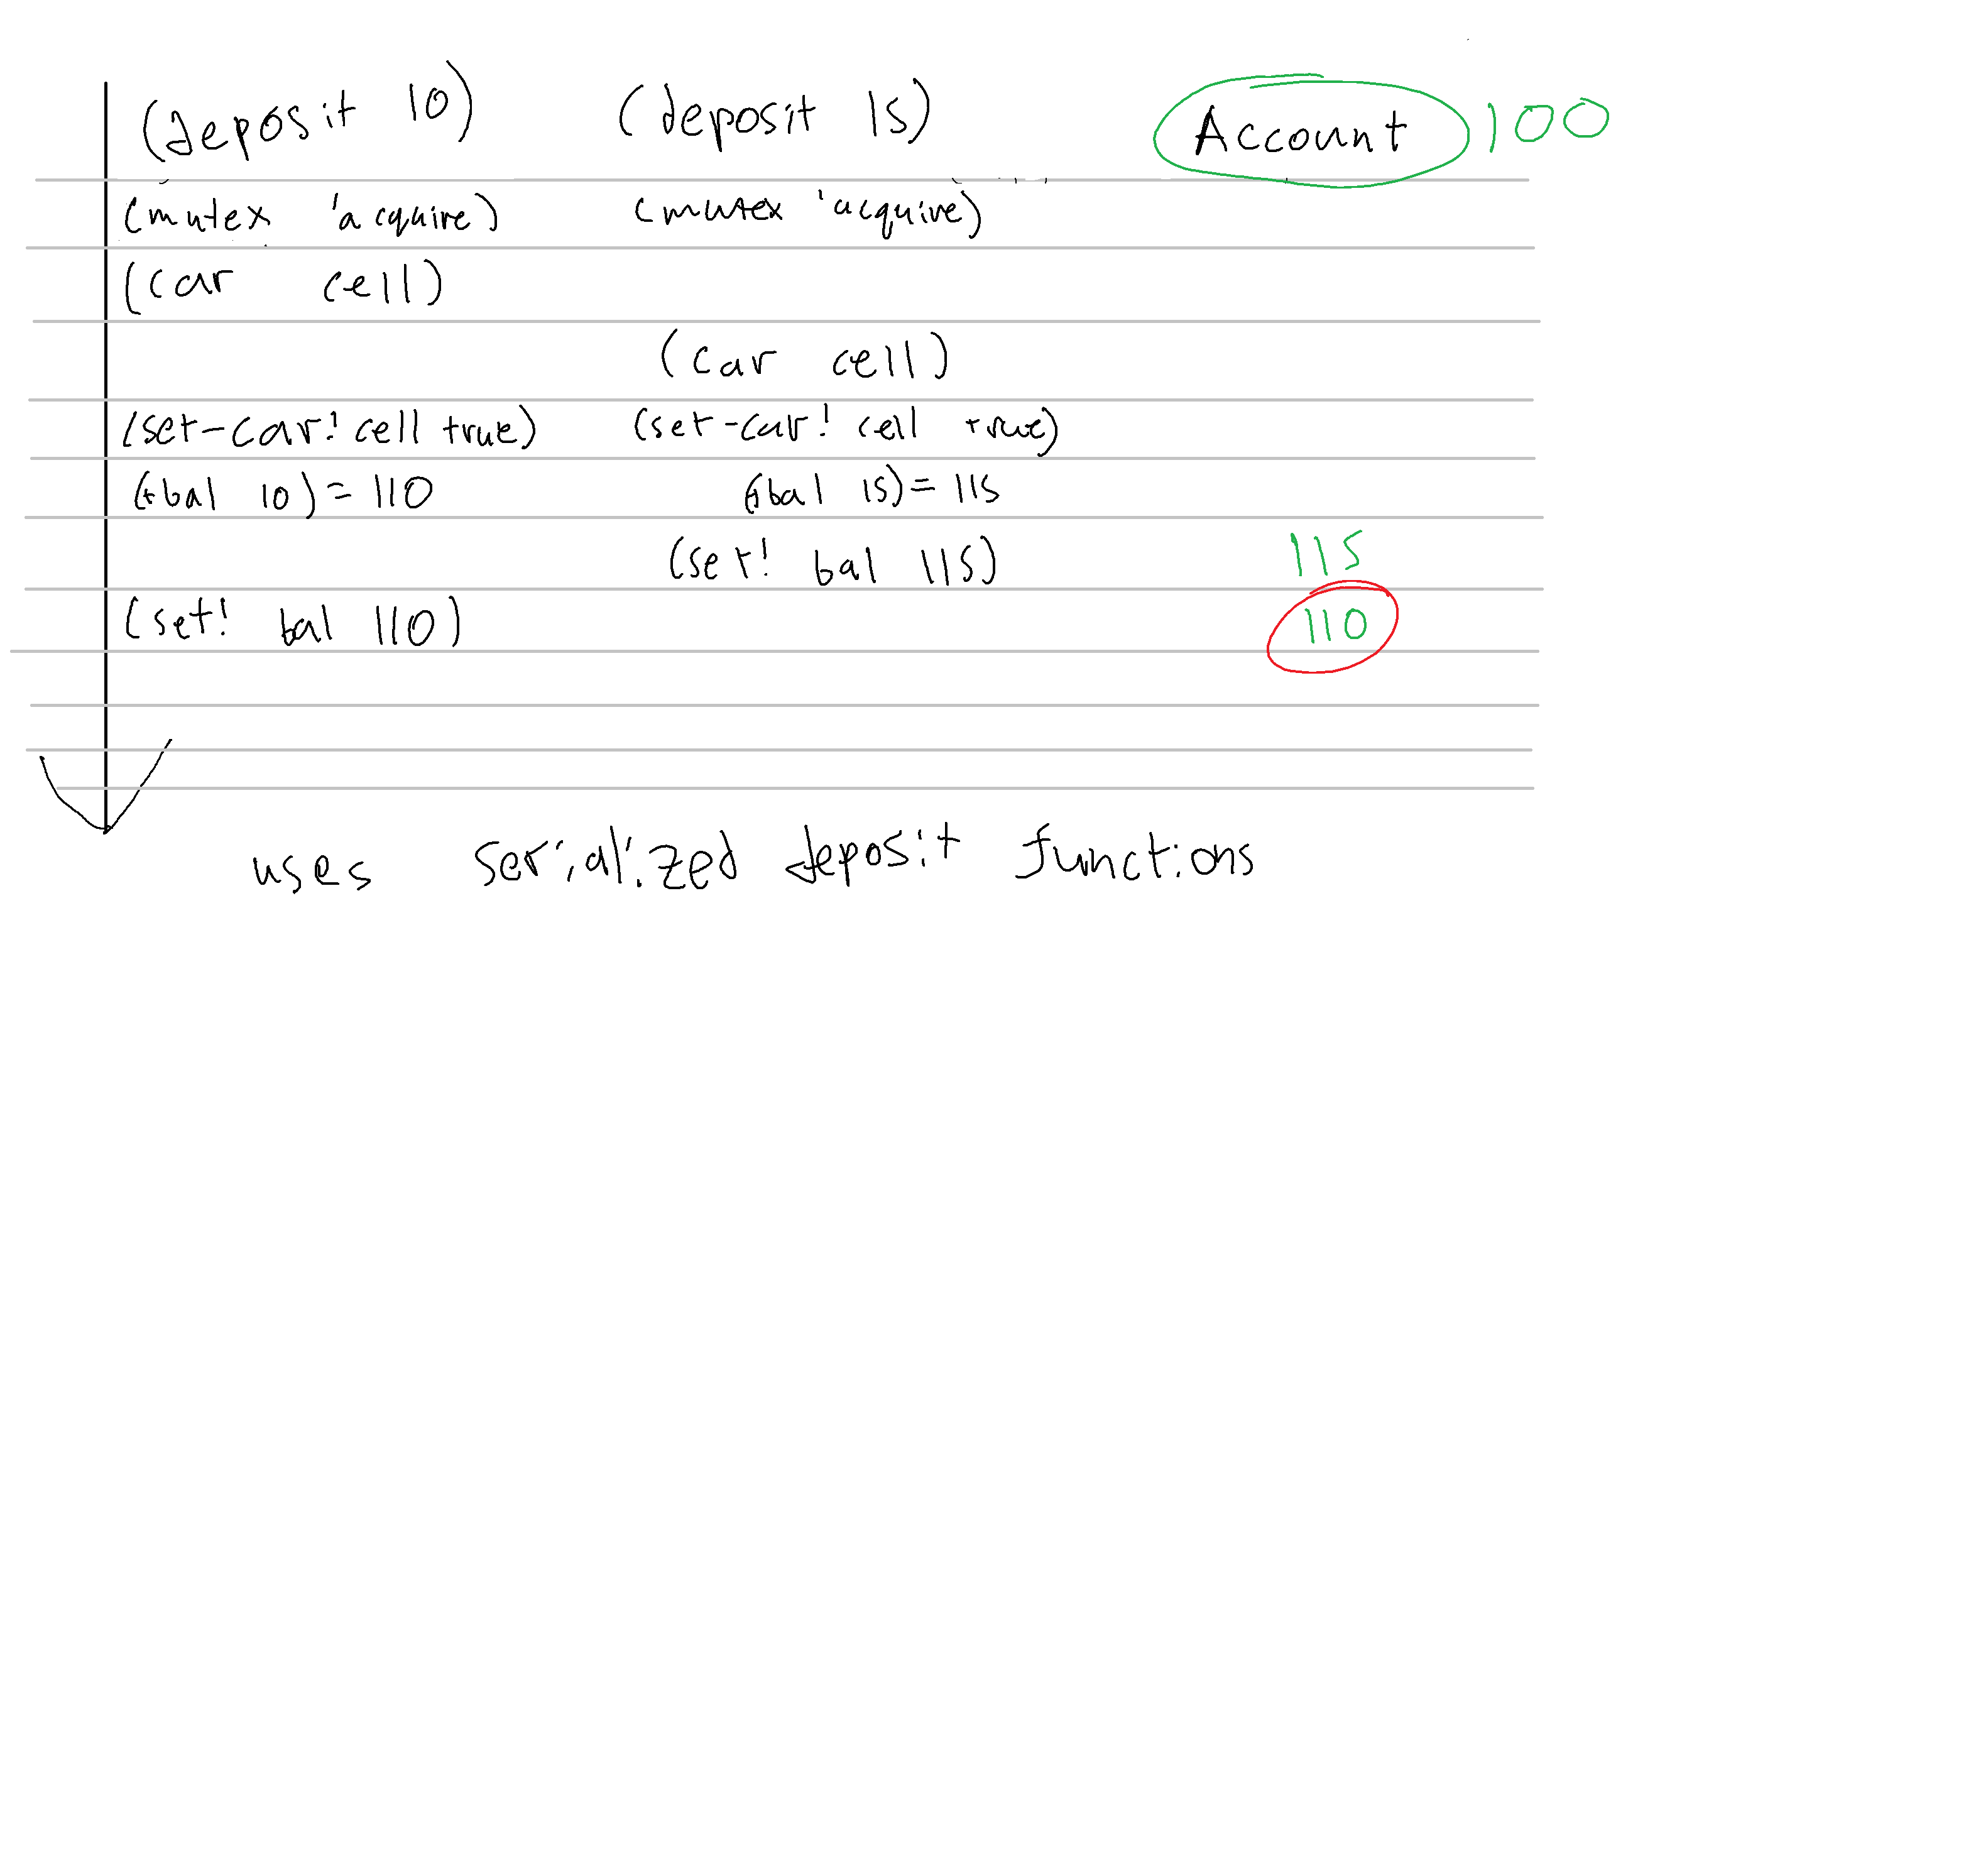 (deposit 10) (deposit 15) Account 100
(mutex 'acquire) (mutex 'acquire)
(car cell)
(car cell)
(set-car! cell true) (set-car! cell true)
(+bal 10) = 110 (+bal 15) = 115
(set! bal 115) 115
(set! bal 110) 110
uses serialized deposit functions